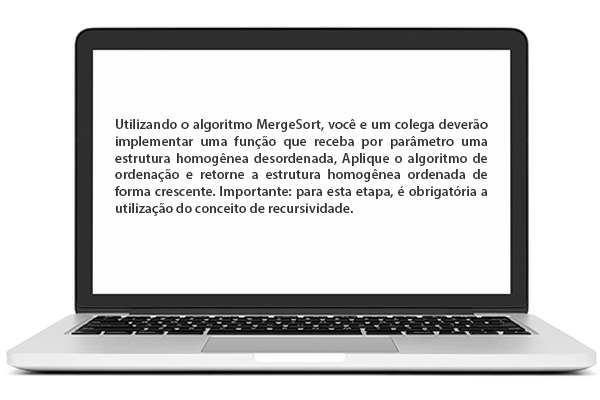 Utilizando o algoritmo MergeSort, você e um colega deverão
implementar uma função que receba por parâmetro uma
estrutura homogênea desordenada, Aplique o algoritmo de
ordenação e retorne a estrutura homogênea ordenada de
forma crescente. Importante: para esta etapa, é obrigatória a
utilização do conceito de recursividade.